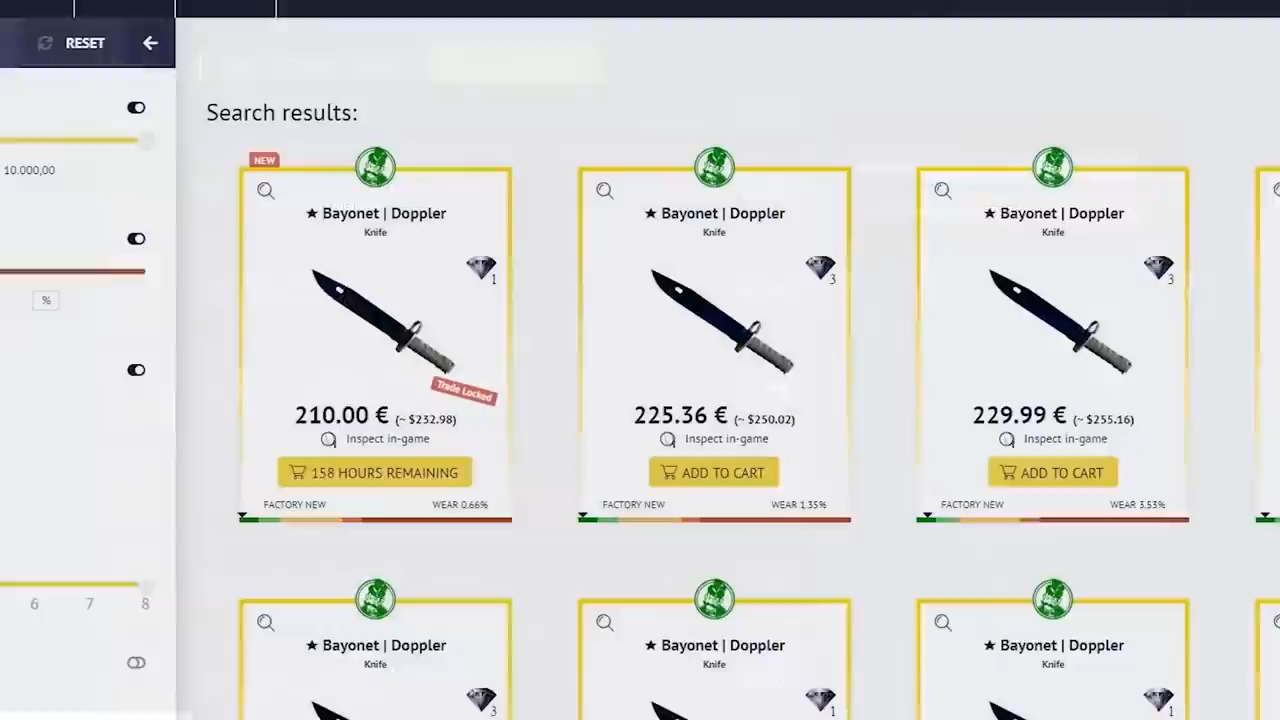 RESET
10.000,00
%
6 7 8
Search results:
NEW
★ Bayonet | Doppler
Knife
1
Trade Locked
210.00 € (~ $232.98)
Inspect in-game
158 HOURS REMAINING
FACTORY NEW WEAR 0.66%
★ Bayonet | Doppler
Knife
3
225.36 € (~ $250.02)
Inspect in-game
ADD TO CART
FACTORY NEW WEAR 1.35%
★ Bayonet | Doppler
Knife
3
229.99 € (~ $255.16)
Inspect in-game
ADD TO CART
FACTORY NEW WEAR 3.53%
★ Bayonet | Doppler
Knife
3
★ Bayonet | Doppler
Knife
1
★ Bayonet | Doppler
Knife
1